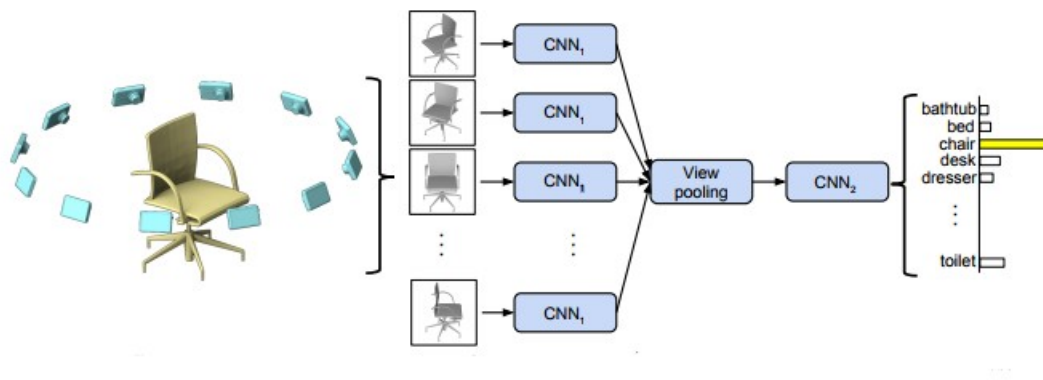 CNN₁
CNN₁
CNN₁
CNN₁
View
pooling
CNN₂
bathtub
bed
chair
desk
dresser
toilet